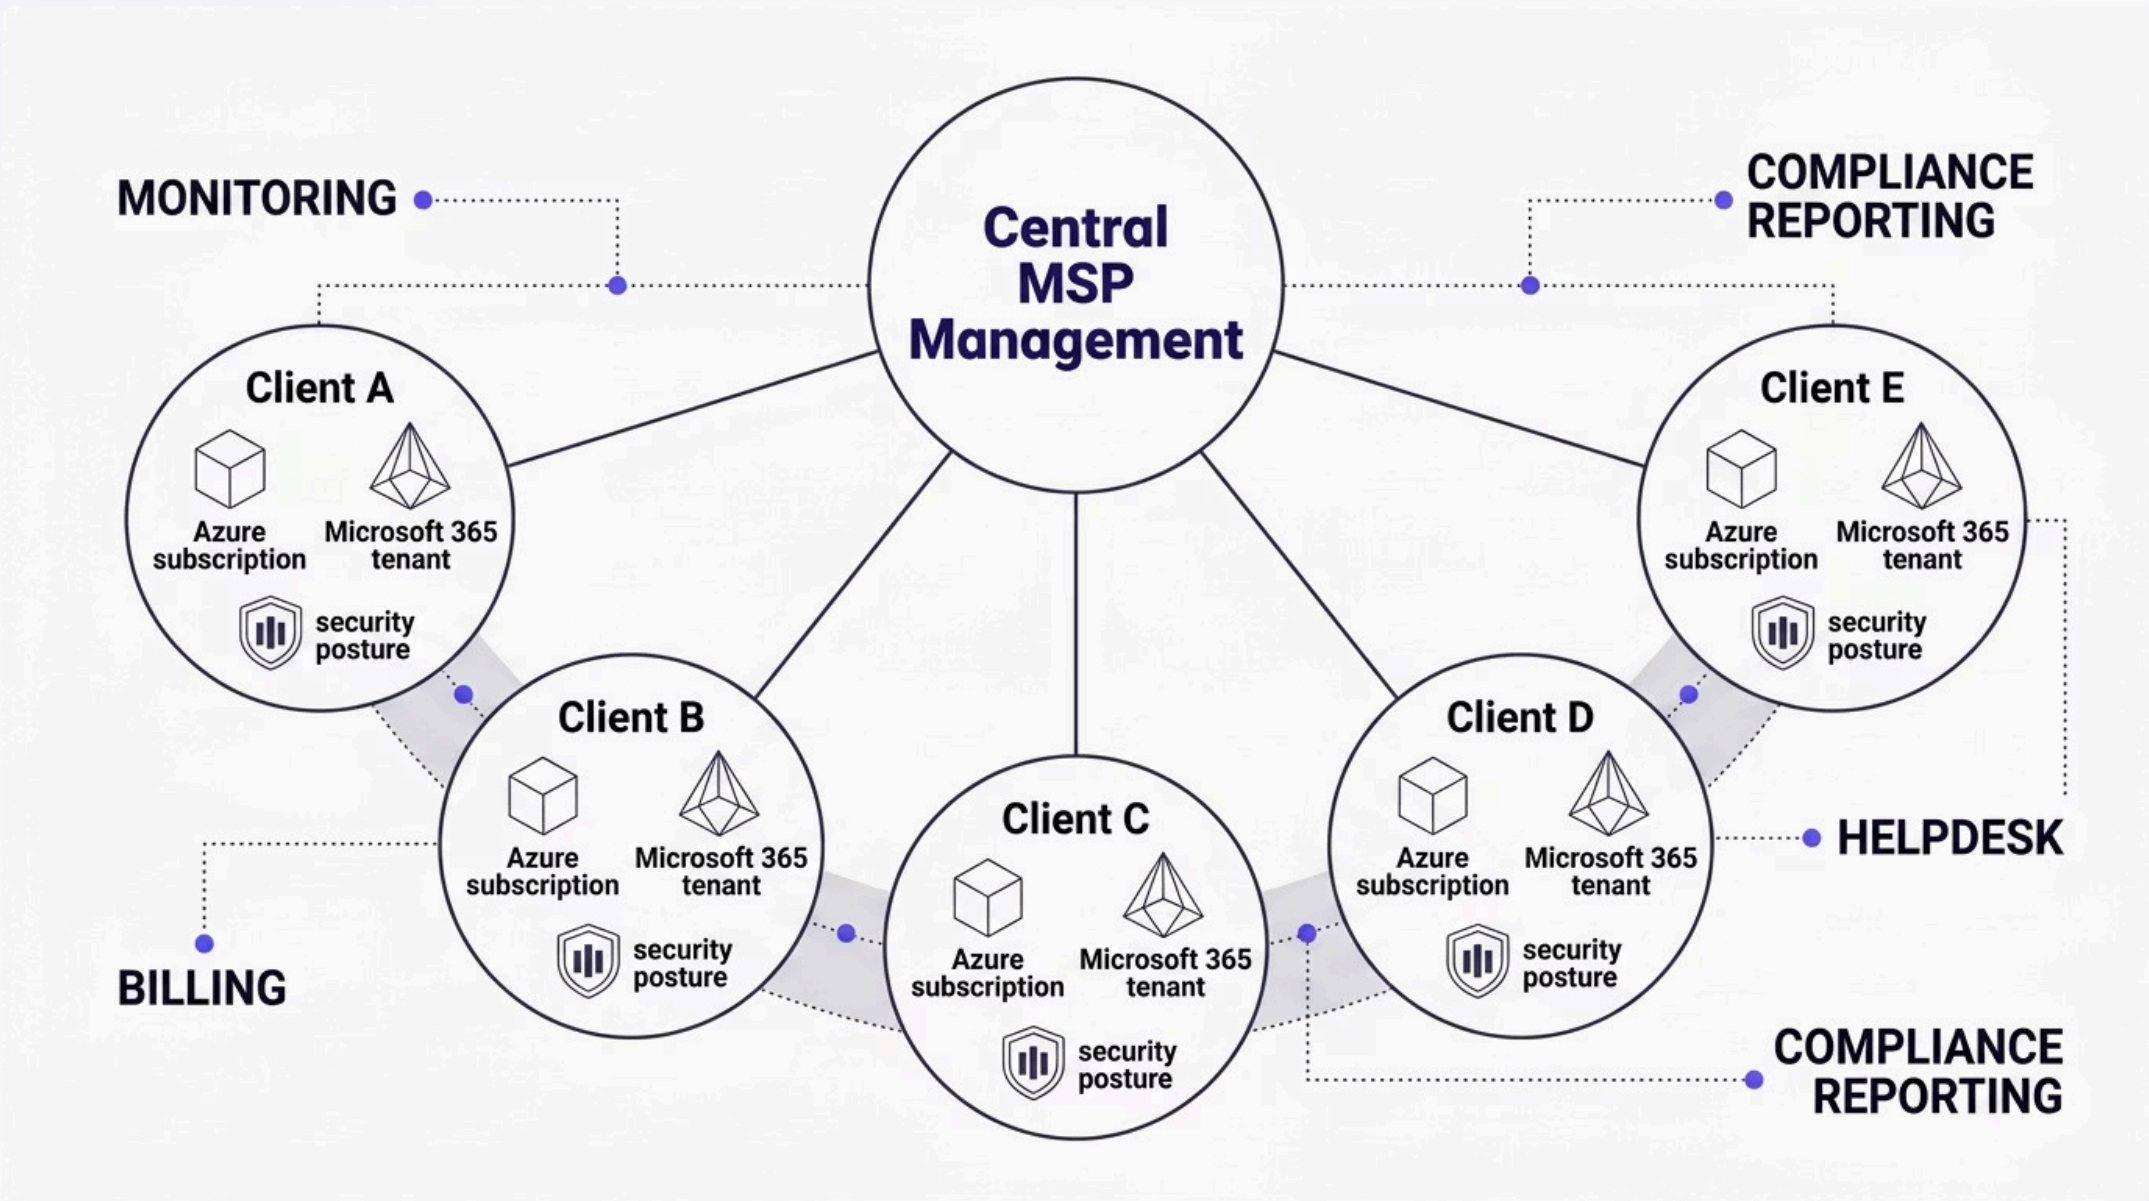 MONITORING
COMPLIANCE
REPORTING
Central
MSP
Management
Client A
Azure
subscription
Microsoft 365
tenant
security
posture
Client E
Azure
subscription
Microsoft 365
tenant
security
posture
Client B
Azure
subscription
Microsoft 365
tenant
security
posture
Client D
Azure
subscription
Microsoft 365
tenant
security
posture
Client C
Azure
subscription
Microsoft 365
tenant
security
posture
HELPDESK
BILLING
COMPLIANCE
REPORTING